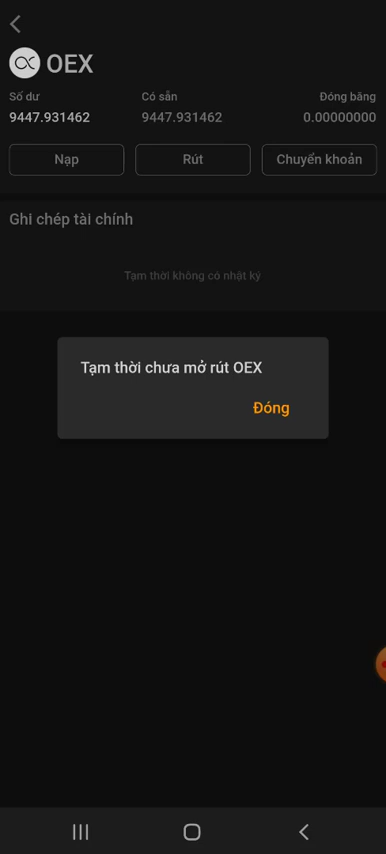 OEX
Số dư
Có sẵn
Đóng băng
9447.931462
9447.931462
0.00000000
Nạp
Rút
Chuyển khoản
Ghi chép tài chính
Tạm thời không có nhật ký
Tạm thời chưa mở rút OEX
Đóng